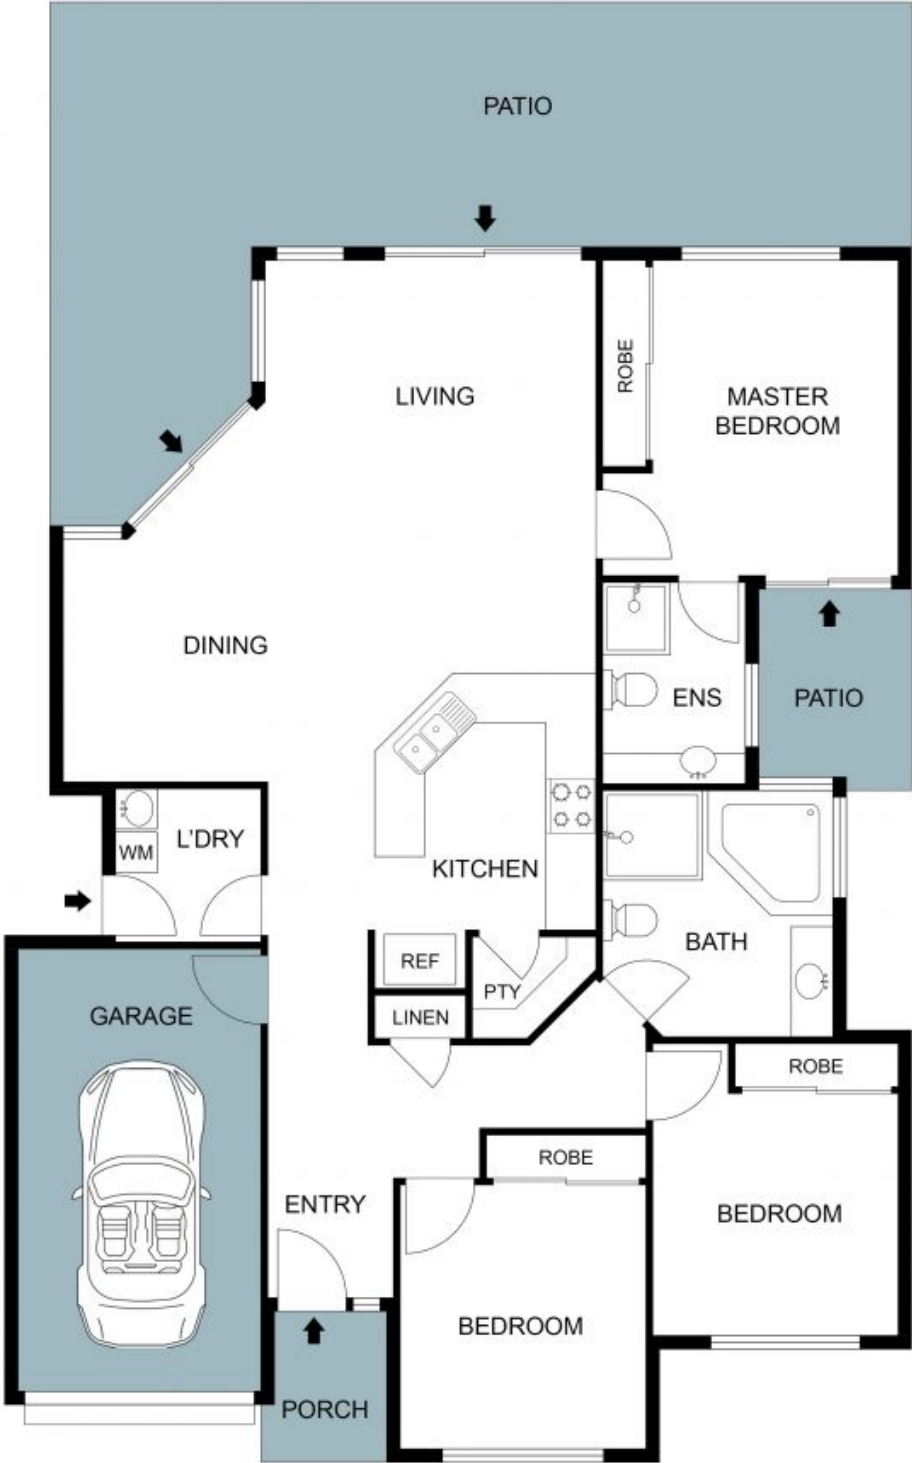 PATIO
LIVING
ROBE
MASTER
BEDROOM
DINING
ENS
PATIO
WM
L'DRY
KITCHEN
BATH
REF
PTY
LINEN
GARAGE
ROBE
ROBE
ENTRY
BEDROOM
BEDROOM
PORCH